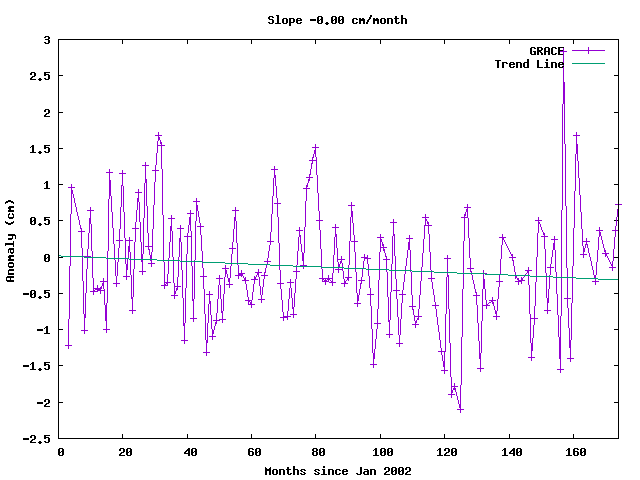 Slope -0.00 cm/month
GRACE
Trend Line
3
2.5
2
1.5
1
0.5
0
-0.5
-1
-1.5
-2
-2.5
Anomaly (cm)
0 20 40 60 80 100 120 140 160
Months since Jan 2002